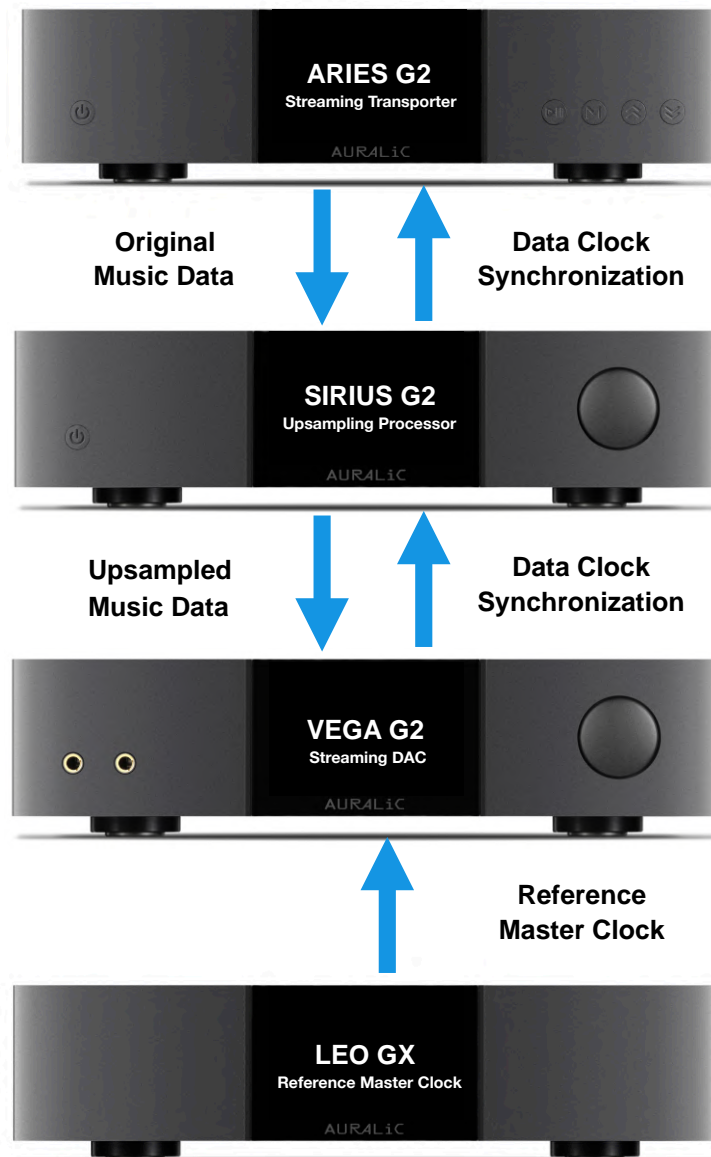 ARIES G2
Streaming Transporter
AURALiC
Original
Music Data
Data Clock
Synchronization
SIRIUS G2
Upsampling Processor
AURALiC
Upsampled
Music Data
Data Clock
Synchronization
VEGA G2
Streaming DAC
AURALiC
Reference
Master Clock
LEO GX
Reference Master Clock
AURALiC